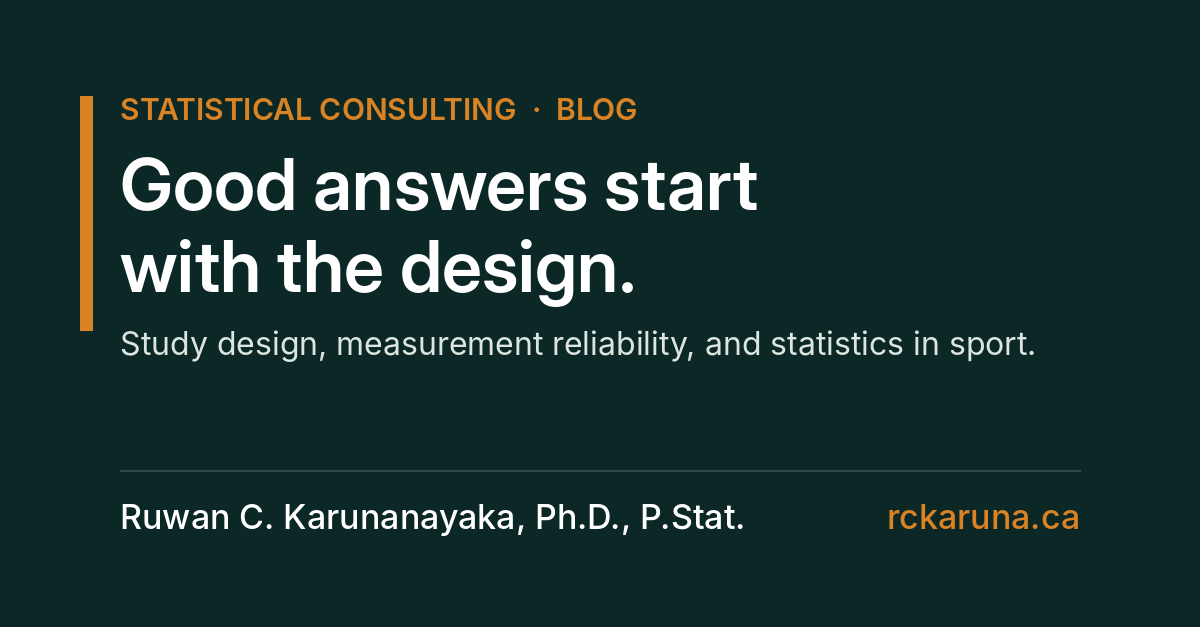 STATISTICAL CONSULTING · BLOG
Good answers start
with the design.
Study design, measurement reliability, and statistics in sport.
Ruwan C. Karunanayaka, Ph.D., P.Stat.
rckaruna.ca